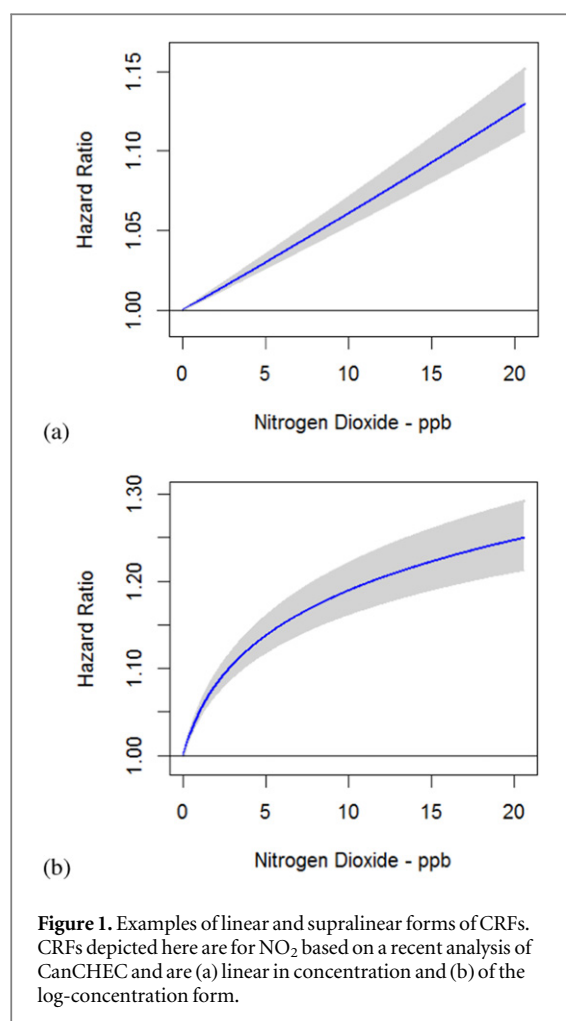 1.15
1.10
1.05
1.00
Hazard Ratio
0 5 10 15 20
Nitrogen Dioxide - ppb
(a)
1.30
1.20
1.10
1.00
Hazard Ratio
0 5 10 15 20
Nitrogen Dioxide - ppb
(b)
Figure 1. Examples of linear and supralinear forms of CRFs.
CRFs depicted here are for NO₂ based on a recent analysis of
CanCHEC and are (a) linear in concentration and (b) of the
log-concentration form.